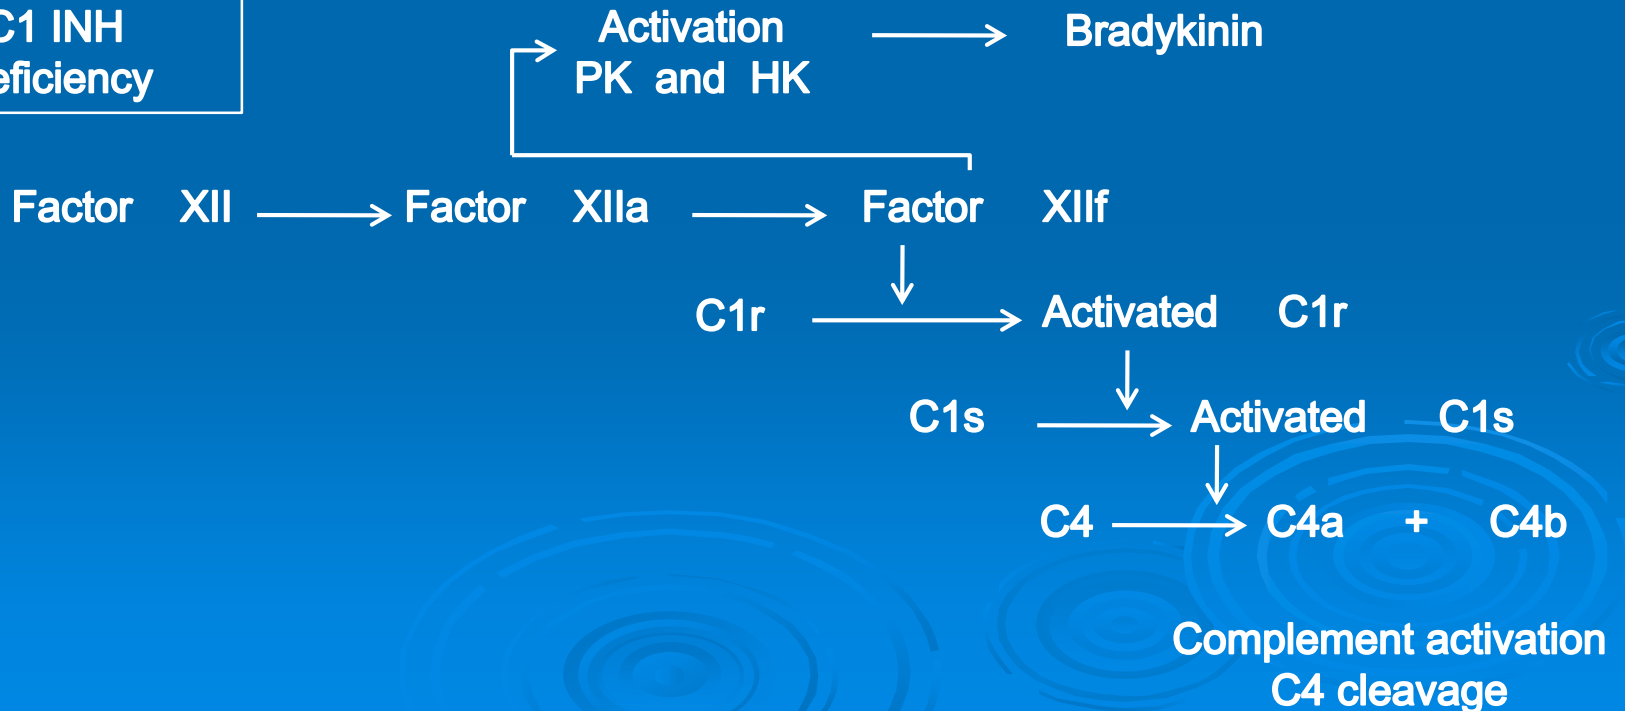 C1 INH
eficiency
Activation
PK and HK
Bradykinin
Factor XII
Factor XIIa
Factor XIIf
C1r
Activated C1r
C1s
Activated C1s
C4
C4a + C4b
Complement activation
C4 cleavage